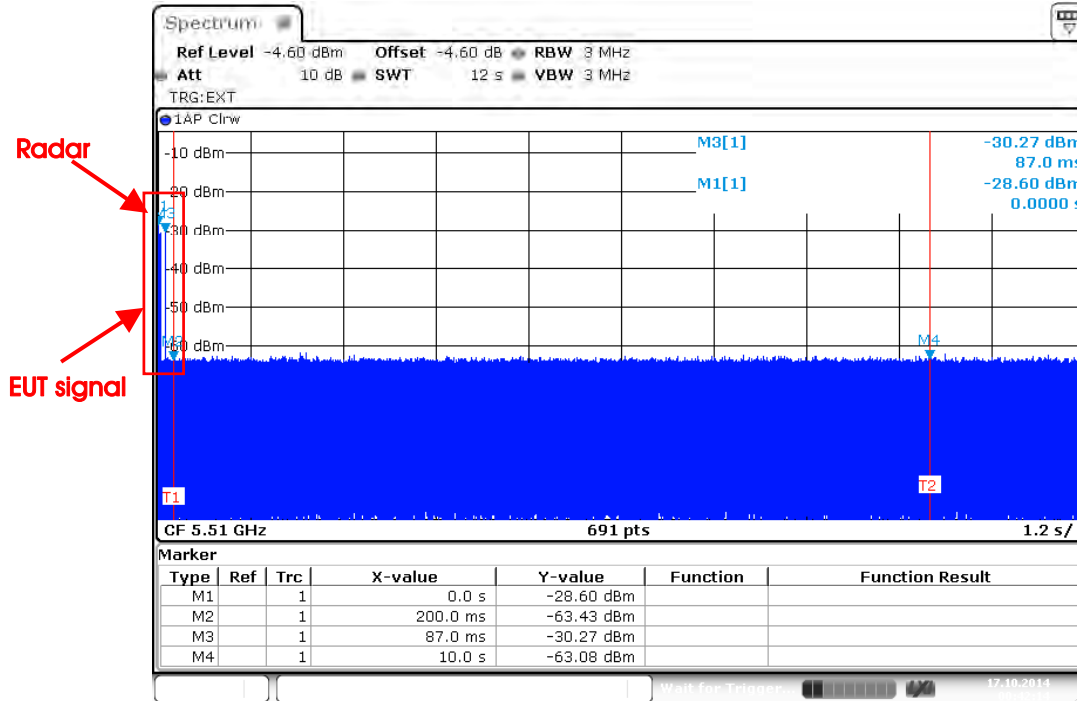 Spectrum
Ref Level -4.60 dBm Offset -4.60 dB RBW 3 MHz
Att 10 dB SWT 12 s VBW 3 MHz
TRG:EXT
1AP Clrw
Radar
EUT signal
M3[1] -30.27 dBm
87.0 ms
M1[1] -28.60 dBm
0.0000 s
-10 dBm
-20 dBm
-30 dBm
-40 dBm
-50 dBm
-60 dBm
M4
T1
T2
CF 5.51 GHz 691 pts 1.2 s/
Marker
Type Ref Trc X-value Y-value Function Function Result
M1 1 0.0 s -28.60 dBm
M2 1 200.0 ms -63.43 dBm
M3 1 87.0 ms -30.27 dBm
M4 1 10.0 s -63.08 dBm
Wait for Trigger...
17.10.2014